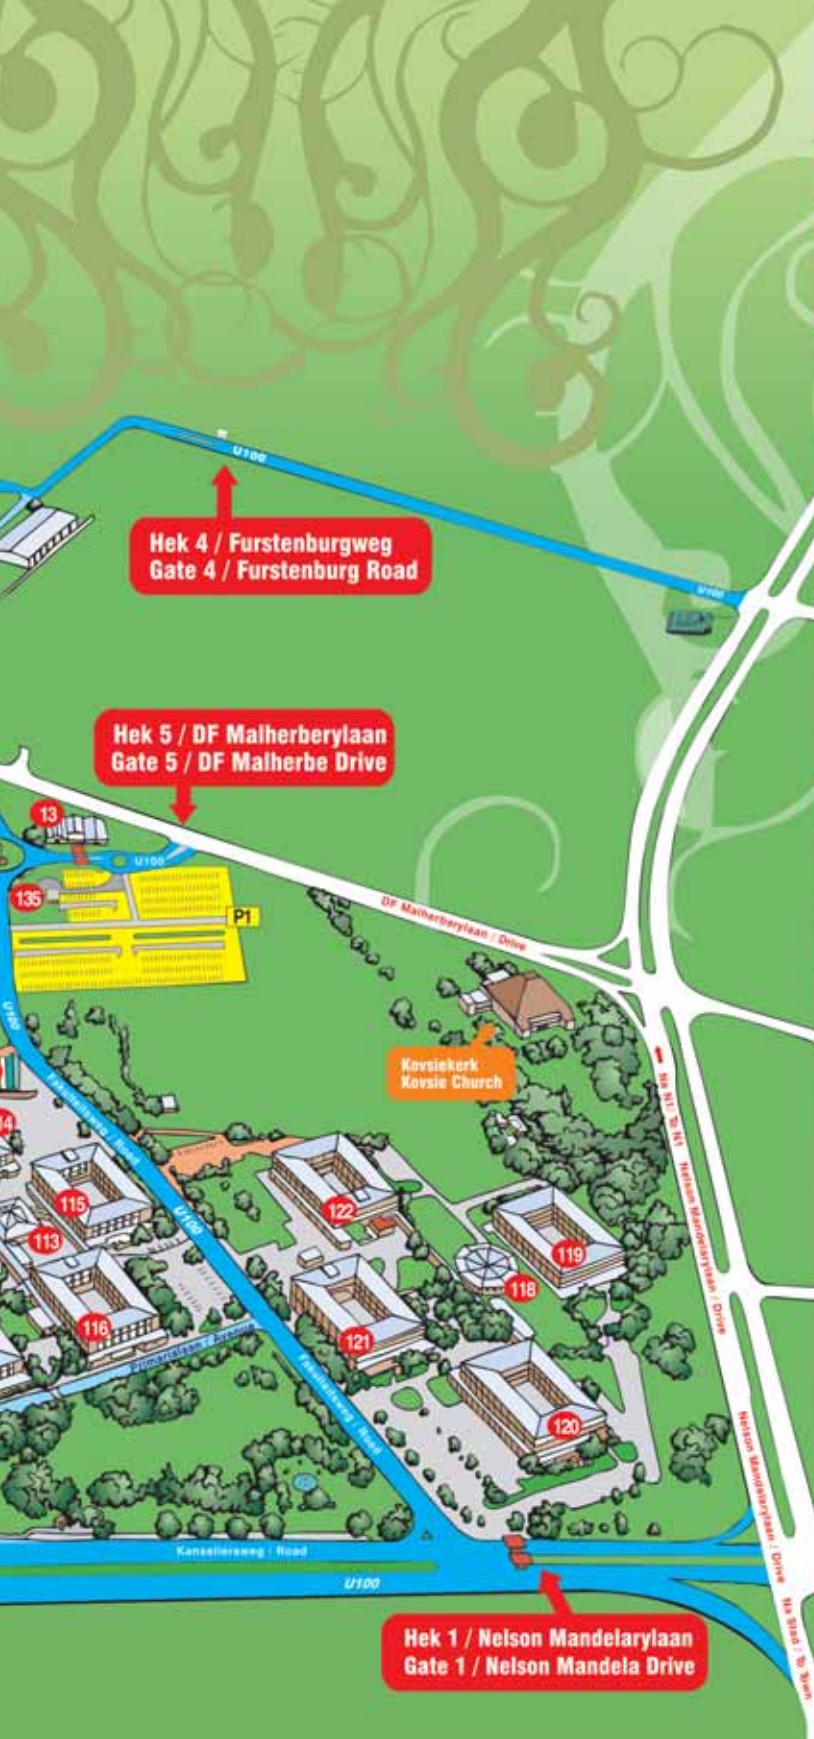 U100
Hek 4 / Furstenburgweg
Gate 4 / Furstenburg Road
U100
Hek 5 / DF Malherberylaan
Gate 5 / DF Malherbe Drive
13
U100
135
P1
DF Malherberylaan / Drive
U100
Kovsiekerk
Kovsie Church
Na N1 / To N1
Nelson Mandelarylaan / Drive
Fakulteitsweg / Road
U100
115
113
116
122
119
118
121
120
Primarialaan / Avenue
Fakulteitsweg / Road
Nelson Mandelarylaan / Drive
Na Stad / To Town
Kanseliersweg / Road
U100
Hek 1 / Nelson Mandelarylaan
Gate 1 / Nelson Mandela Drive